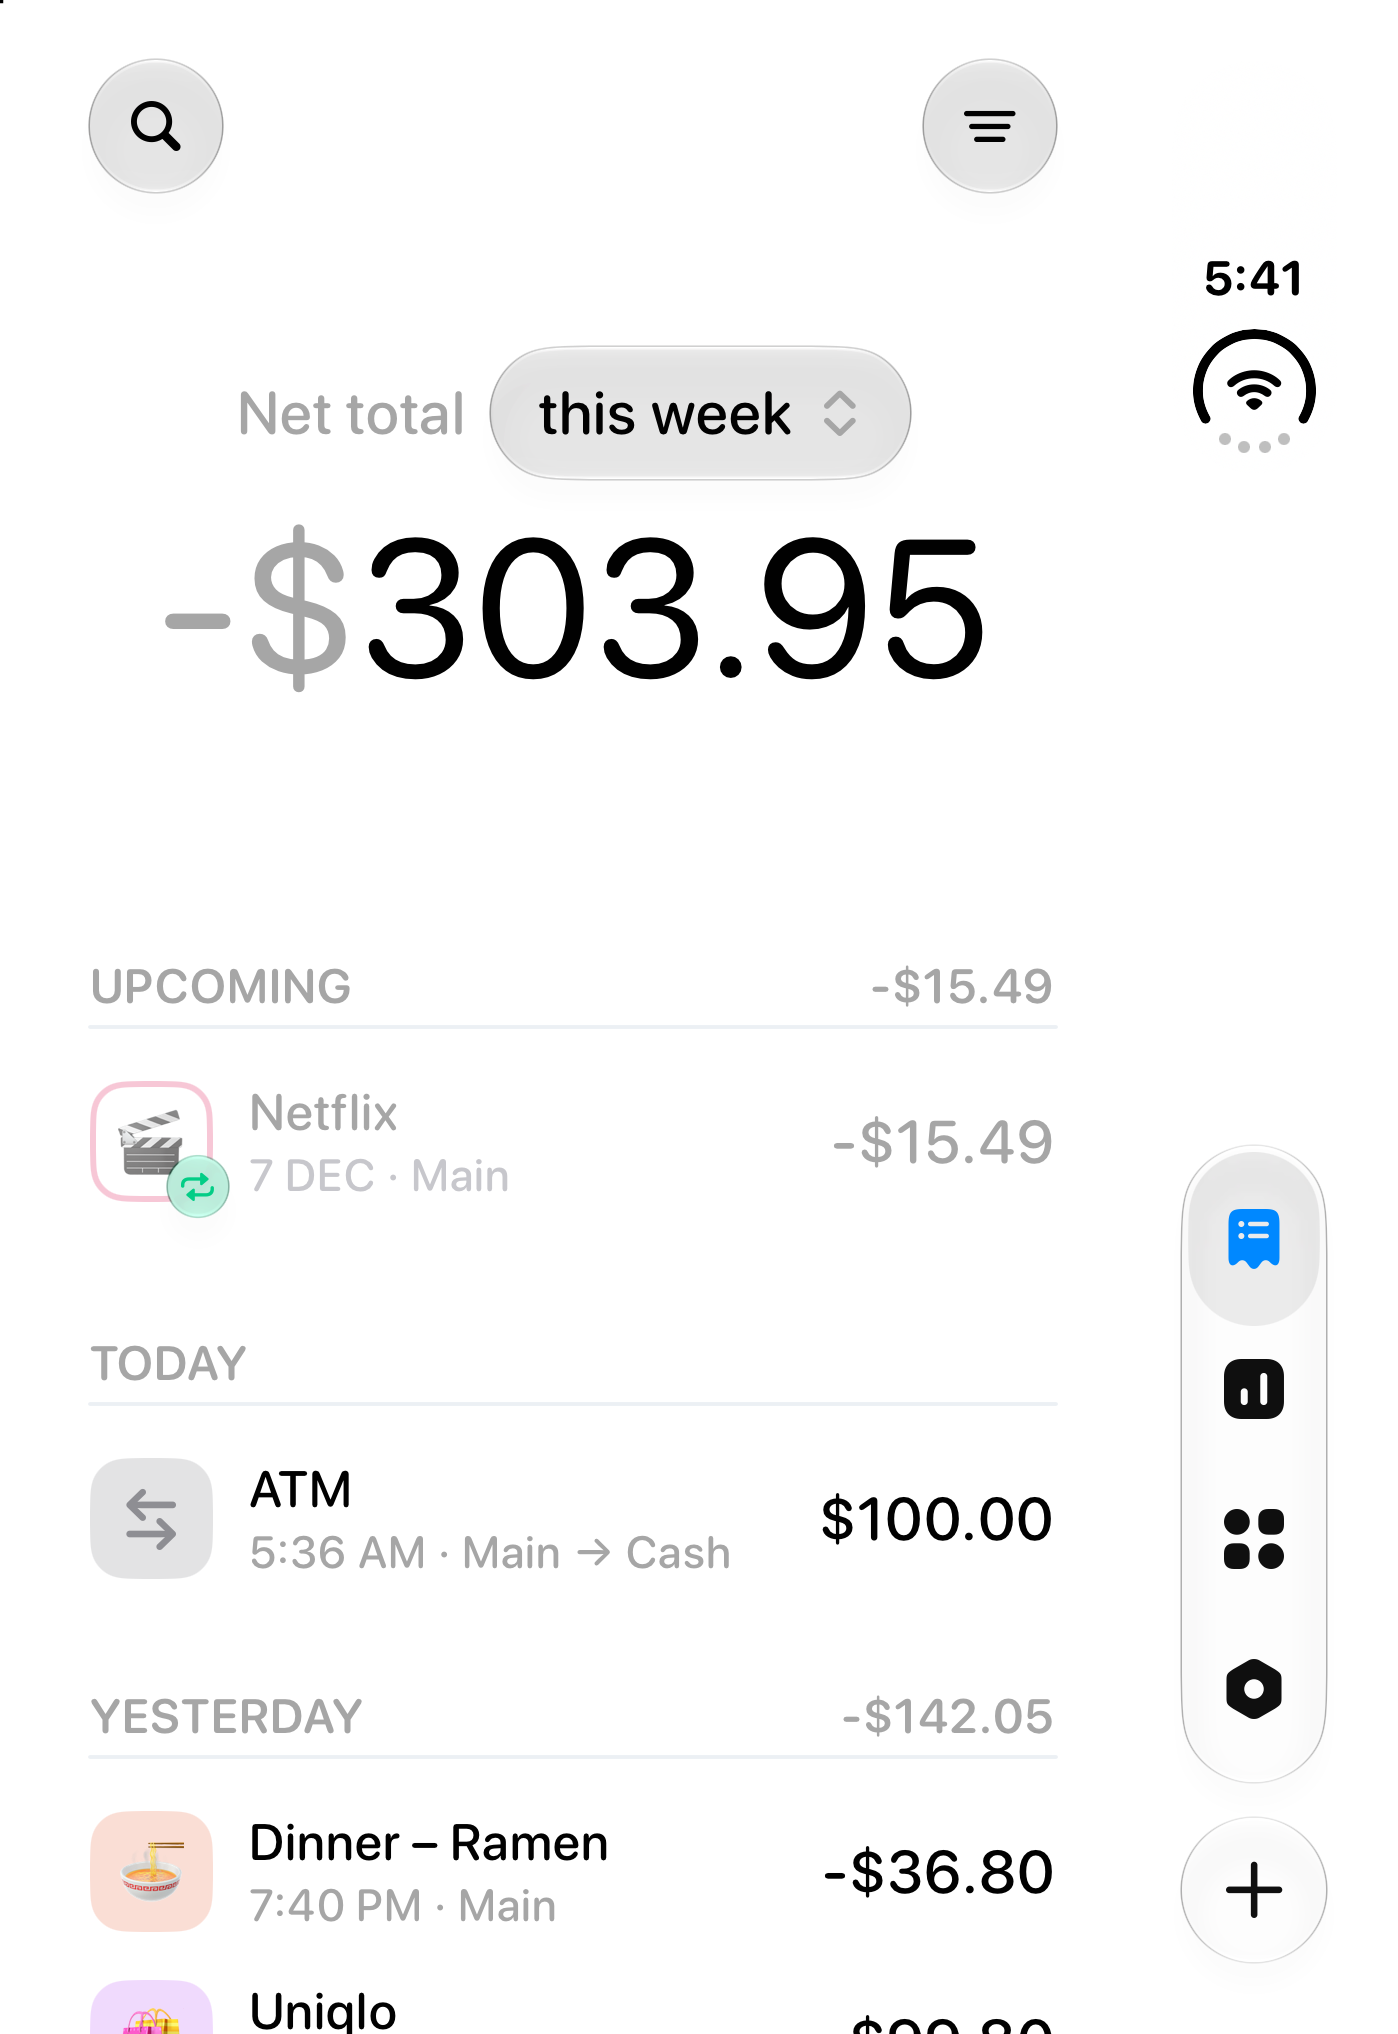 5:41
Net total this week
-$303.95
UPCOMING -$15.49
Netflix
-$15.49
7 DEC · Main
TODAY
ATM
$100.00
5:36 AM · Main → Cash
YESTERDAY -$142.05
Dinner – Ramen
-$36.80
7:40 PM · Main
Uniqlo